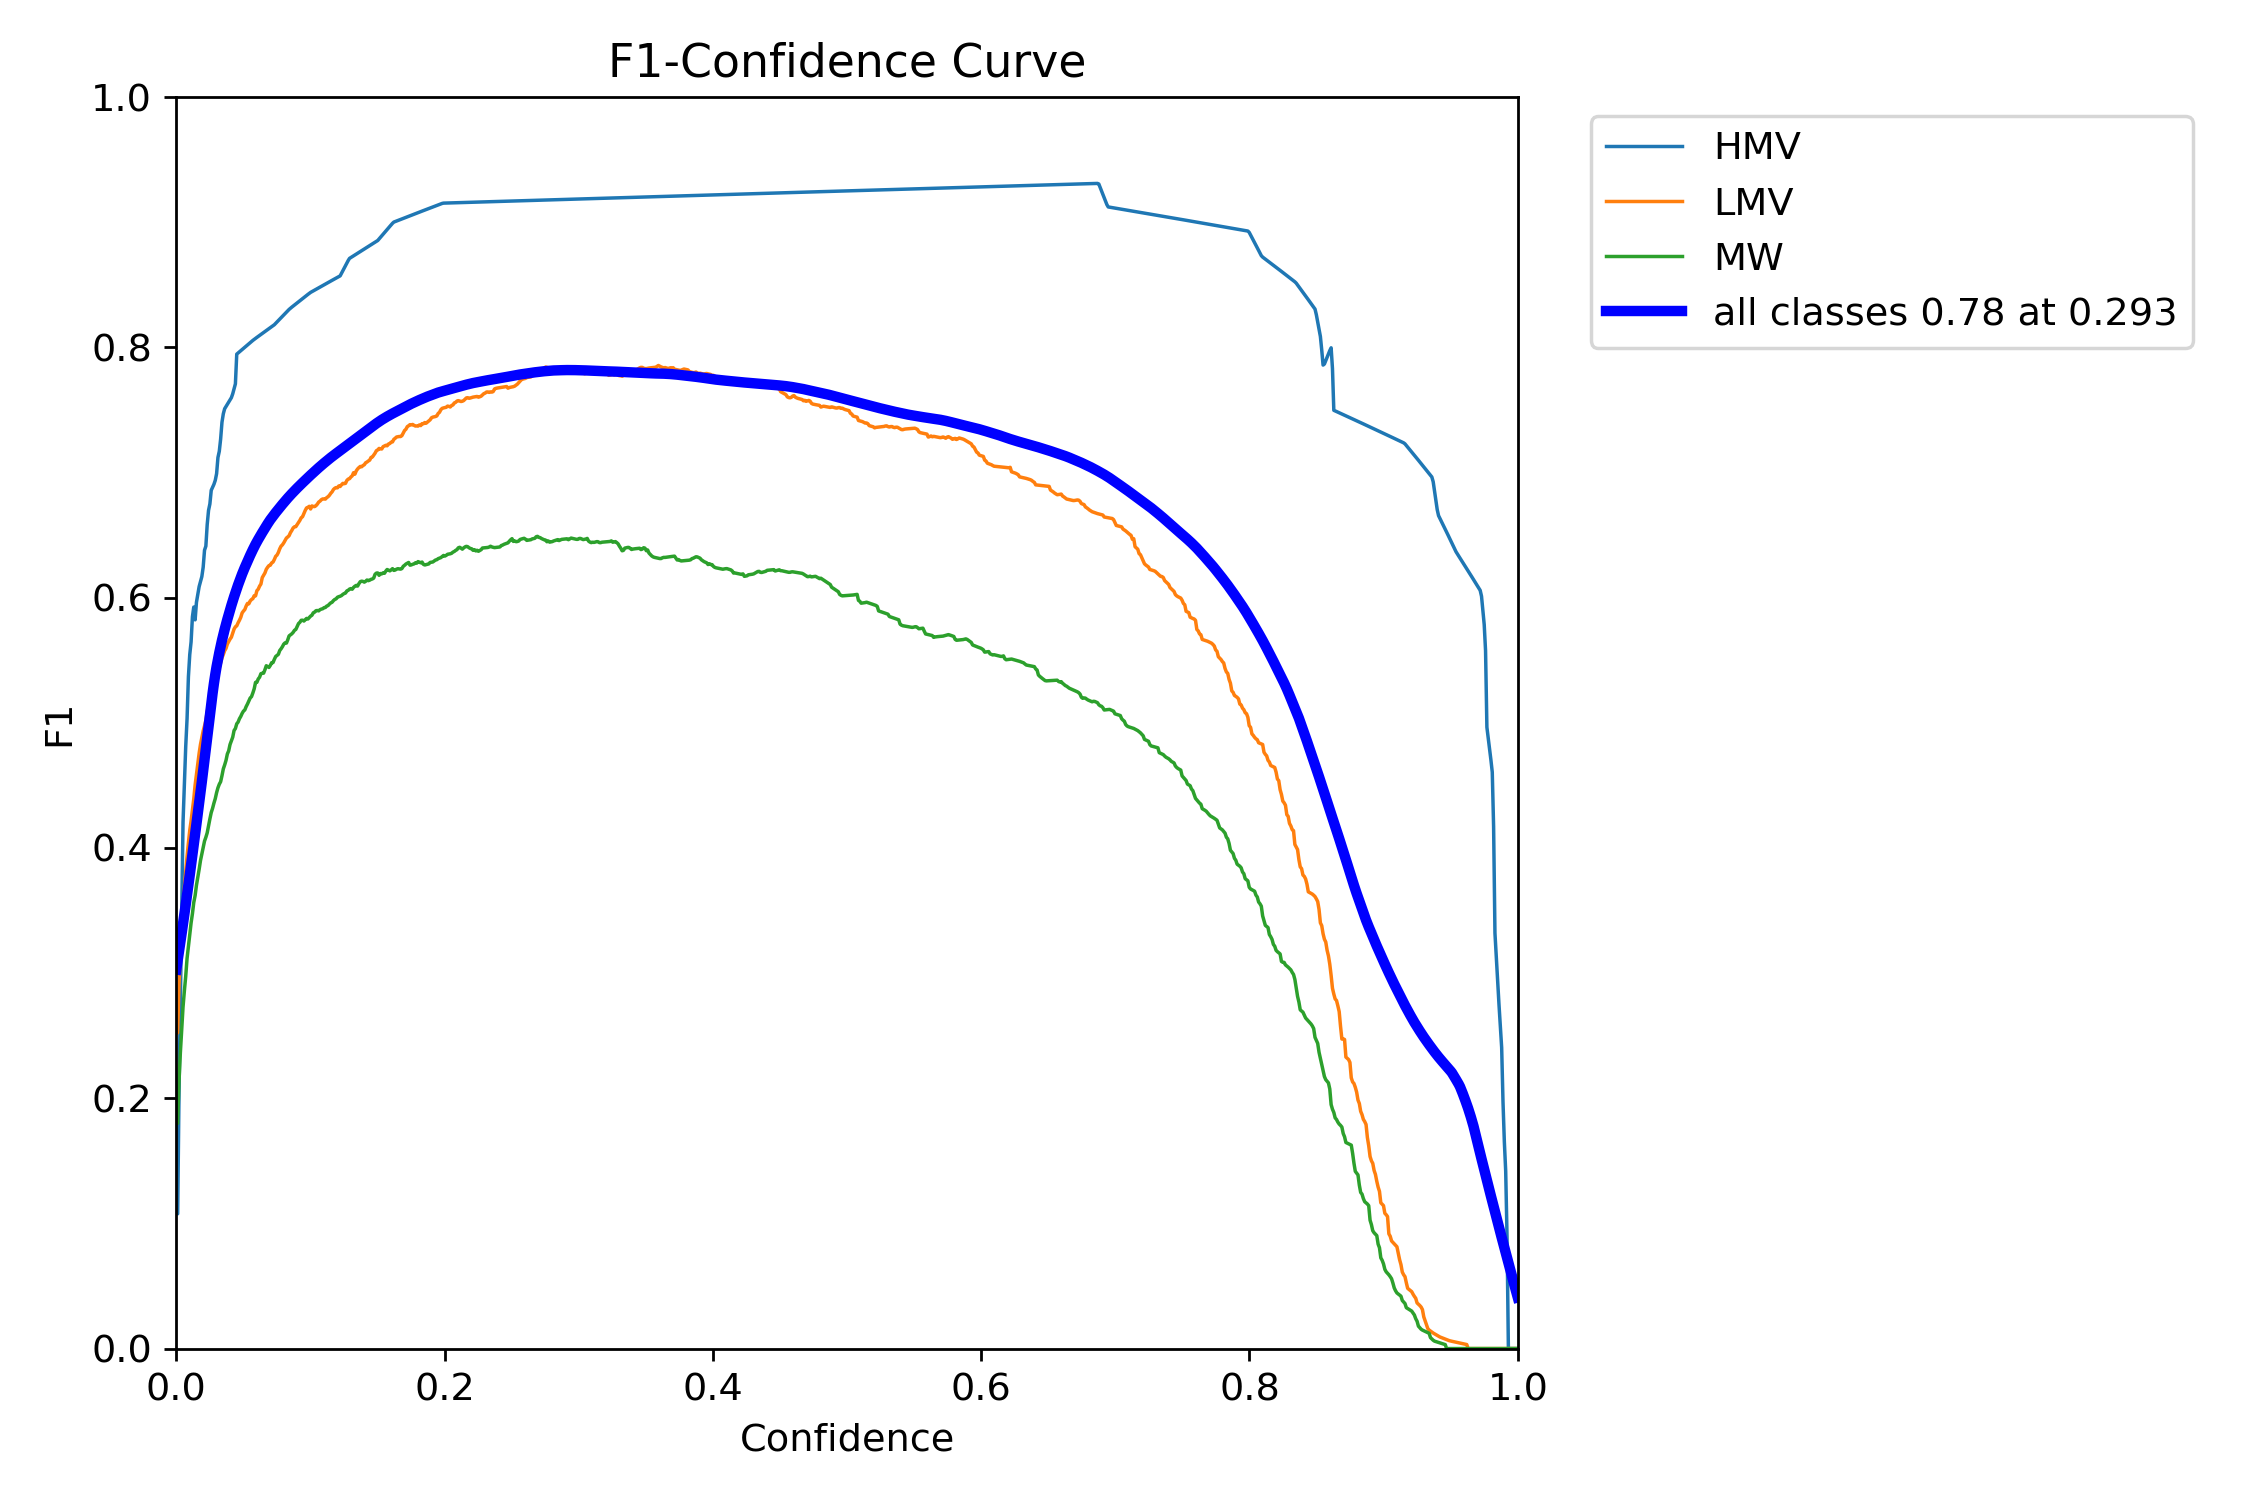 F1-Confidence Curve
1.0
0.8
0.6
0.4
0.2
0.0
F1
0.0 0.2 0.4 0.6 0.8 1.0
Confidence
HMV
LMV
MW
all classes 0.78 at 0.293